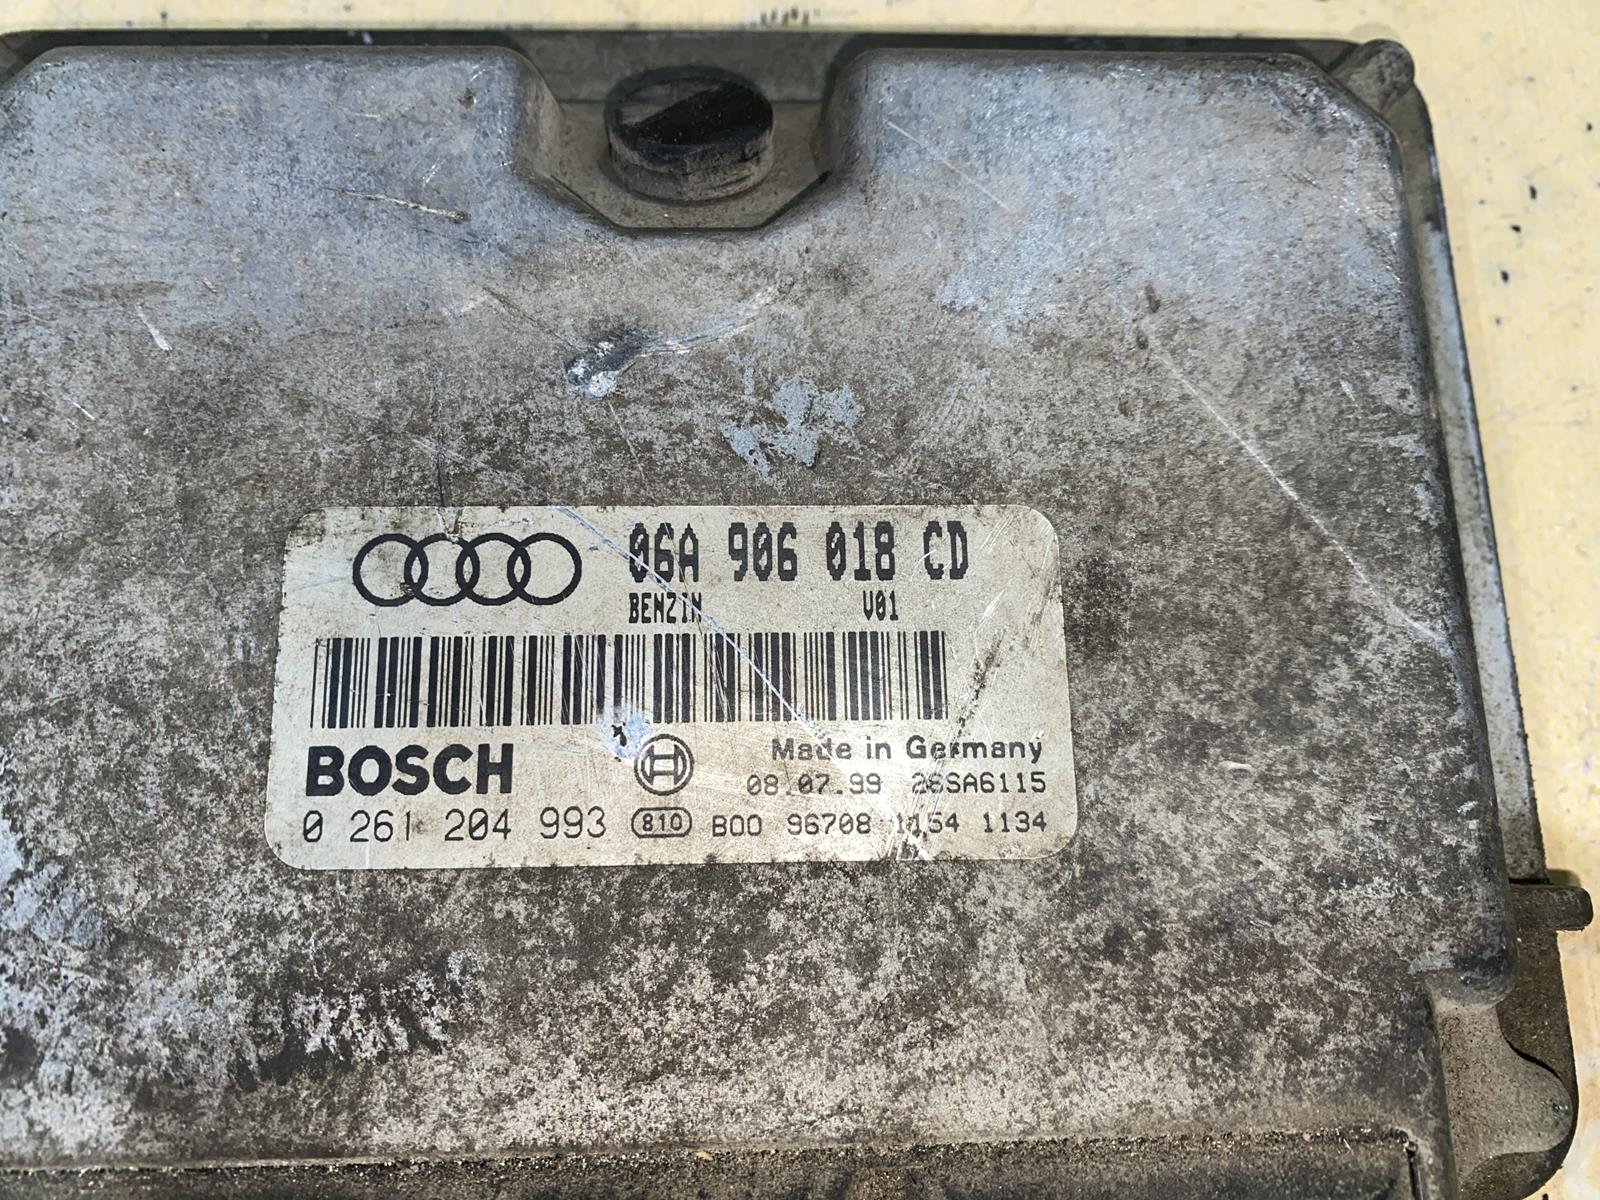 06A 906 018 CD
BENZIN V01
BOSCH
Made in Germany
08.07.99 26SA6115
0 261 204 993 810 B00 96708 1134